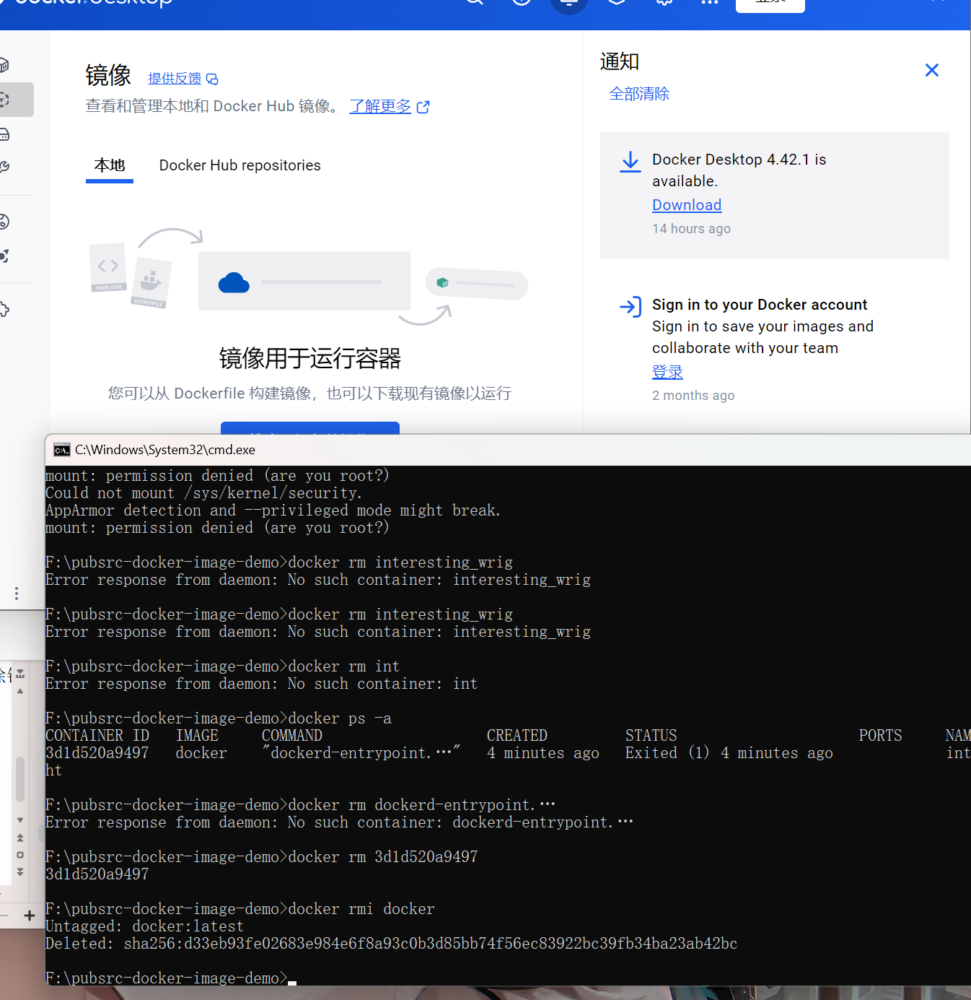 docker.desktop
镜像 提供反馈
查看和管理本地和 Docker Hub 镜像。 了解更多
本地 Docker Hub repositories
YOUR CODE
DOCKERFILE
镜像用于运行容器
您可以从 Dockerfile 构建镜像，也可以下载现有镜像以运行
通知
全部清除
Docker Desktop 4.42.1 is
available.
Download
14 hours ago
Sign in to your Docker account
Sign in to save your images and
collaborate with your team
登录
2 months ago
C:\Windows\System32\cmd.exe
mount: permission denied (are you root?)
Could not mount /sys/kernel/security.
AppArmor detection and --privileged mode might break.
mount: permission denied (are you root?)
F:\pubsrc-docker-image-demo>docker rm interesting_wrig
Error response from daemon: No such container: interesting_wrig
F:\pubsrc-docker-image-demo>docker rm interesting_wrig
Error response from daemon: No such container: interesting_wrig
F:\pubsrc-docker-image-demo>docker rm int
Error response from daemon: No such container: int
F:\pubsrc-docker-image-demo>docker ps -a
CONTAINER ID IMAGE COMMAND CREATED STATUS PORTS NAM
3d1d520a9497 docker "dockerd-entrypoint.…" 4 minutes ago Exited (1) 4 minutes ago int
ht
F:\pubsrc-docker-image-demo>docker rm dockerd-entrypoint.…
Error response from daemon: No such container: dockerd-entrypoint.…
F:\pubsrc-docker-image-demo>docker rm 3d1d520a9497
3d1d520a9497
F:\pubsrc-docker-image-demo>docker rmi docker
Untagged: docker:latest
Deleted: sha256:d33eb93fe02683e984e6f8a93c0b3d85bb74f56ec83922bc39fb34ba23ab42bc
F:\pubsrc-docker-image-demo>